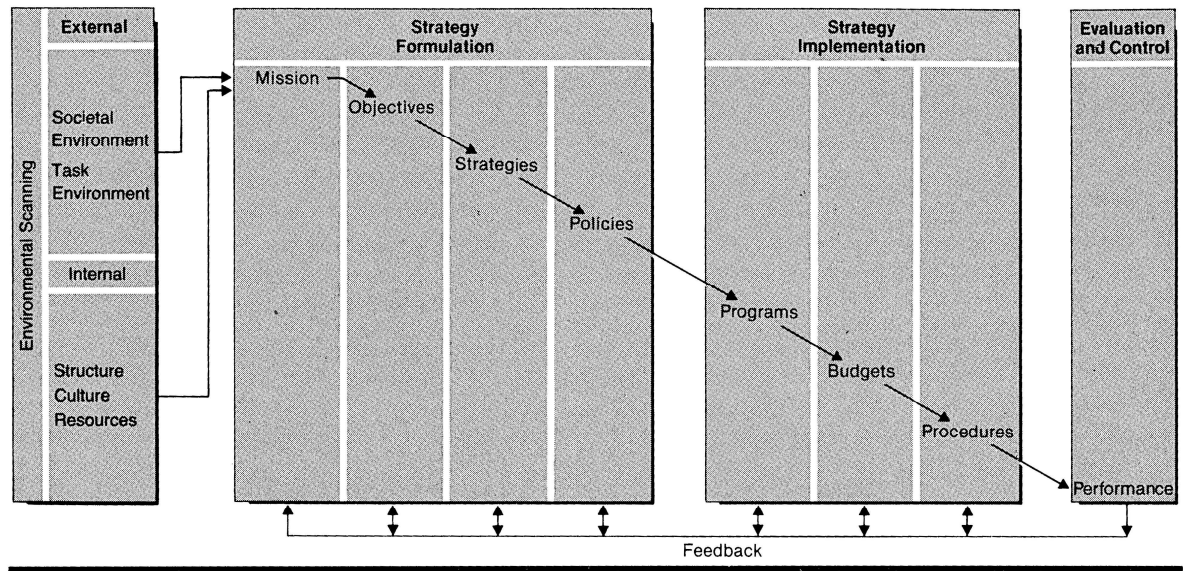 Environmental Scanning
External
Societal
Environment
Task
Environment
Internal
Structure
Culture
Resources
Strategy
Formulation
Mission
Objectives
Strategies
Policies
Strategy
Implementation
Programs
Budgets
Procedures
Evaluation
and Control
Performance
Feedback